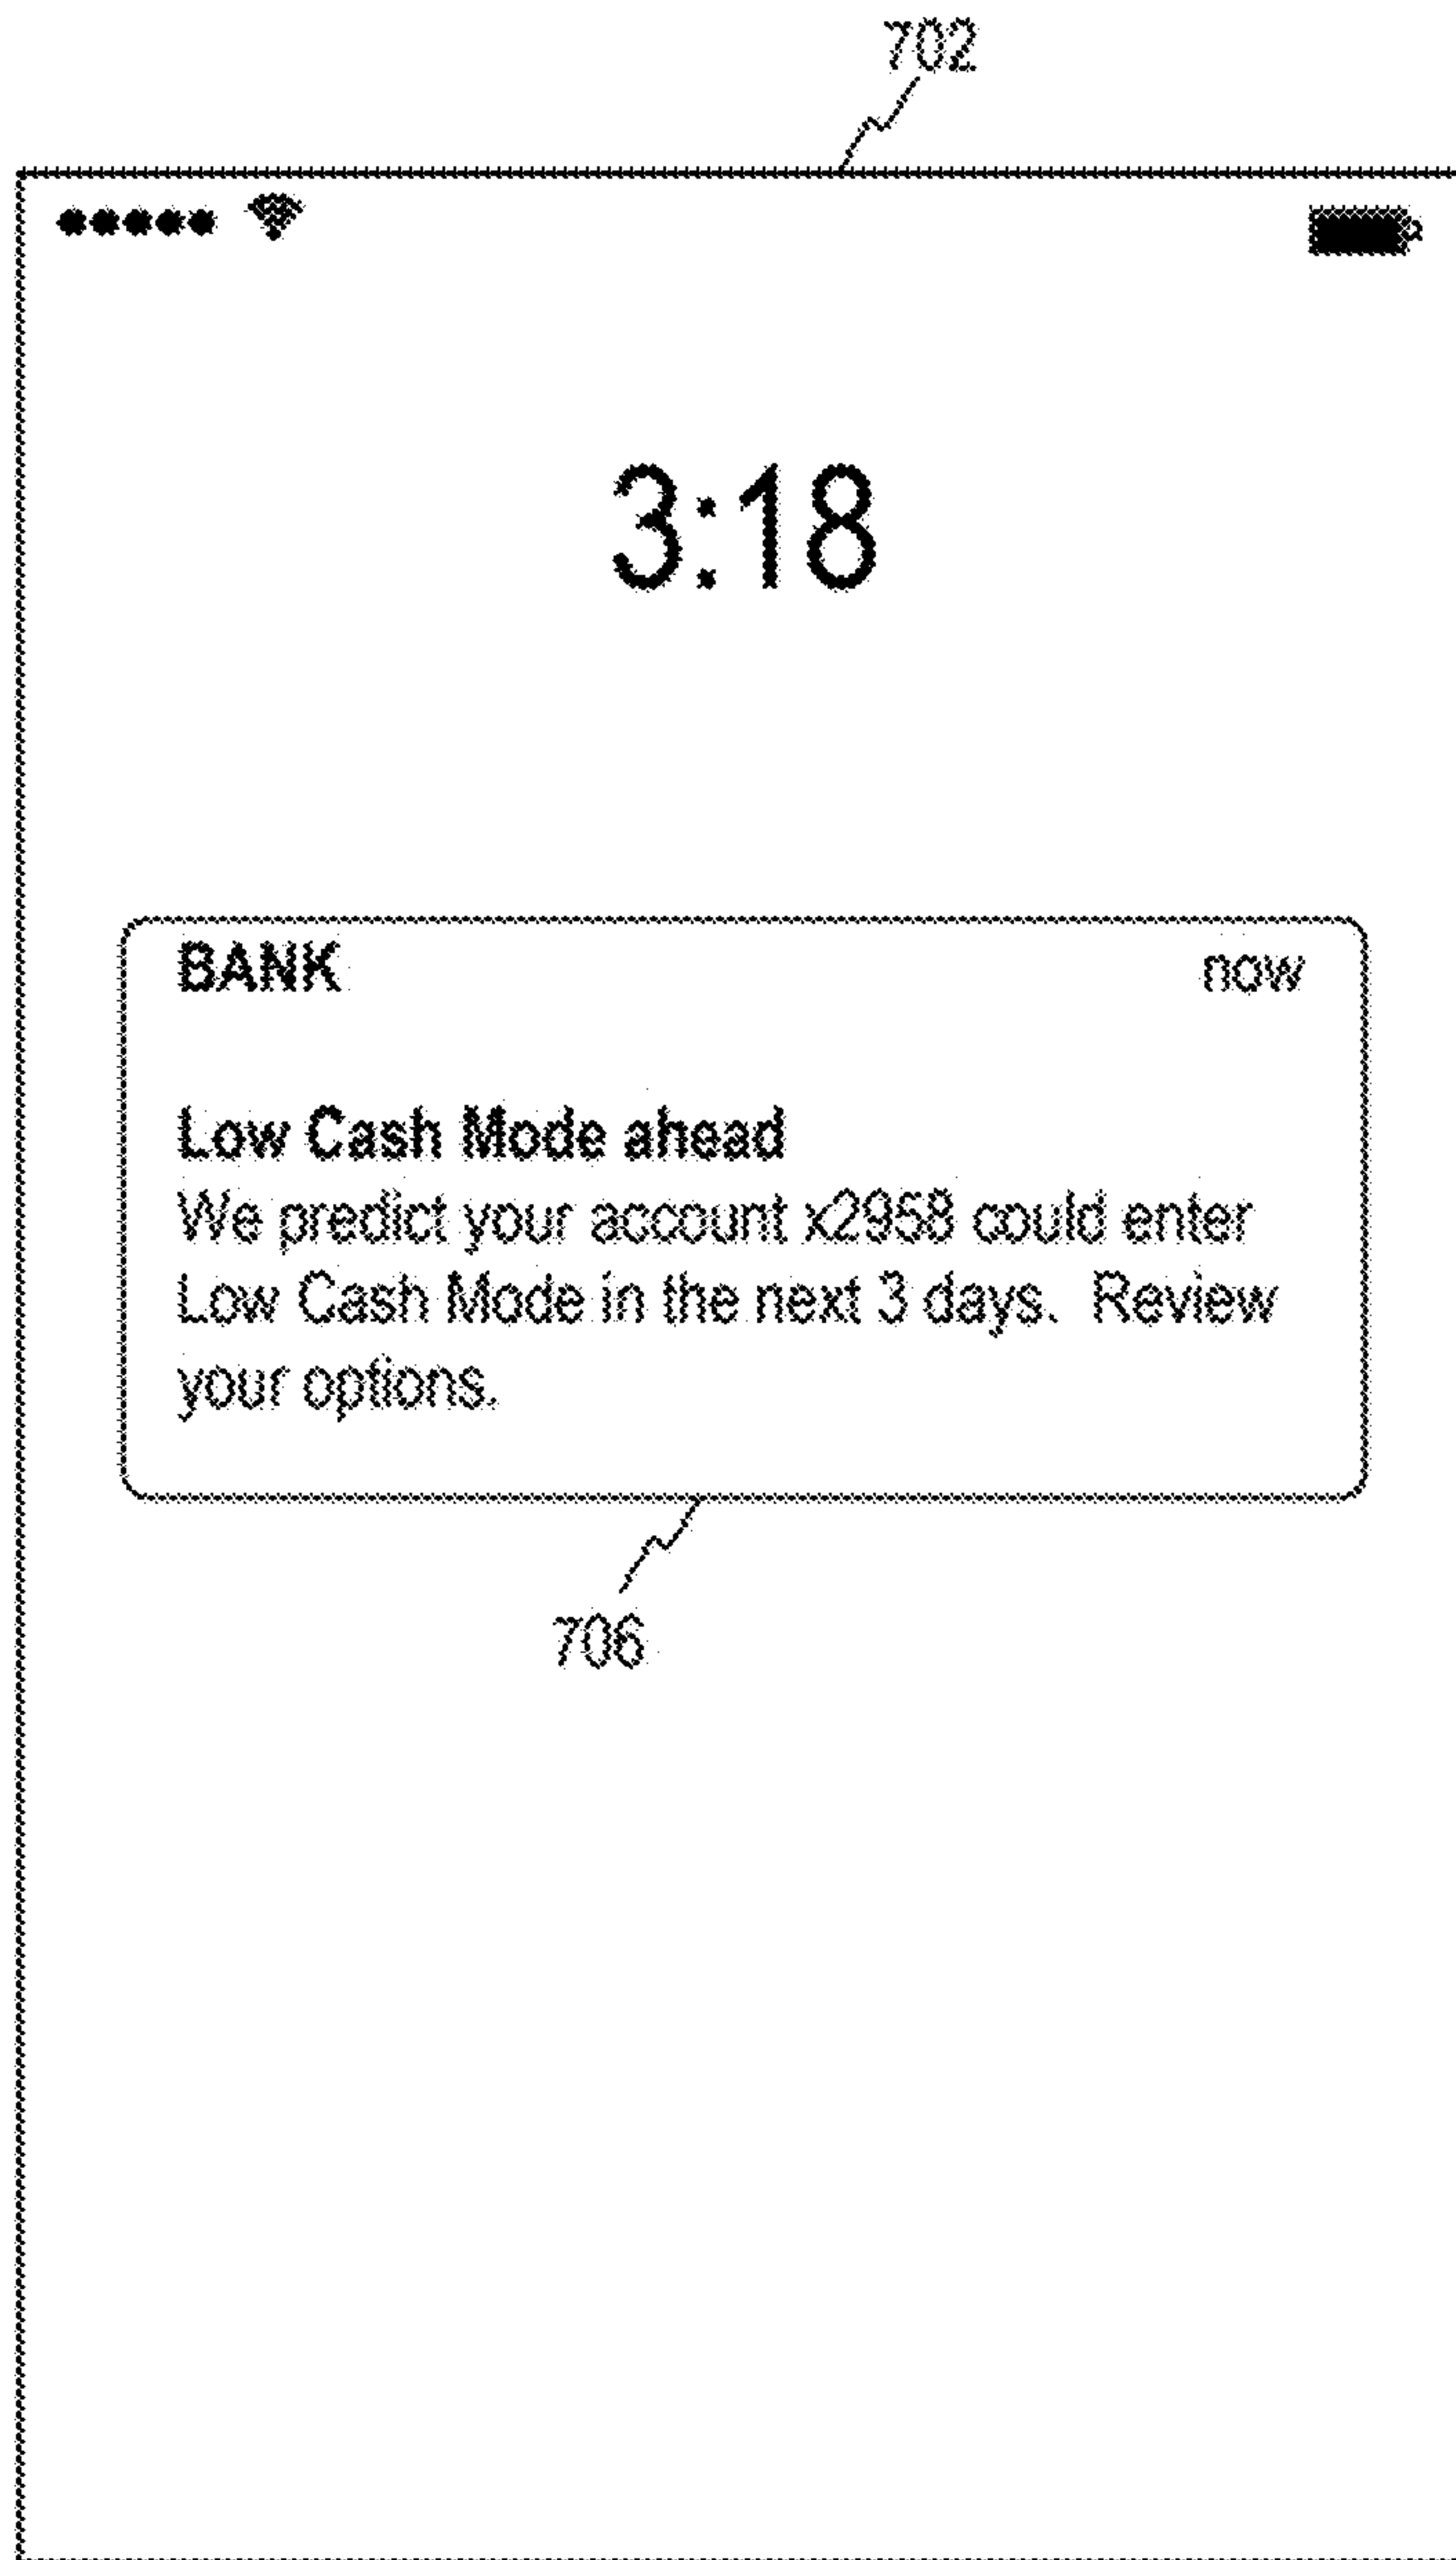 702
3:18
BANK now
Low Cash Mode ahead
We predict your account x2958 could enter
Low Cash Mode in the next 3 days. Review
your options.
706